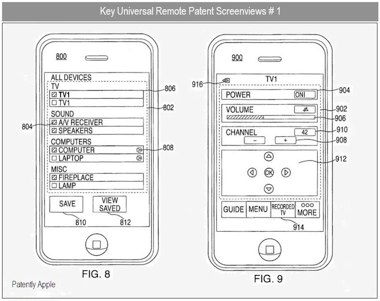 Key Universal Remote Patent Screenviews # 1
800
ALL DEVICES
TV
TV1
TV1
SOUND
A/V RECEIVER
SPEAKERS
COMPUTERS
COMPUTER
LAPTOP
MISC
FIREPLACE
LAMP
SAVE
VIEW
SAVED
806
802
804
808
810
812
FIG. 8
900
916
TV1
POWER
ON!
904
VOLUME
902
906
CHANNEL
42
910
-
+
908
OK
912
GUIDE
MENU
RECORDED
TV
OOO
MORE
914
FIG. 9
Patently Apple